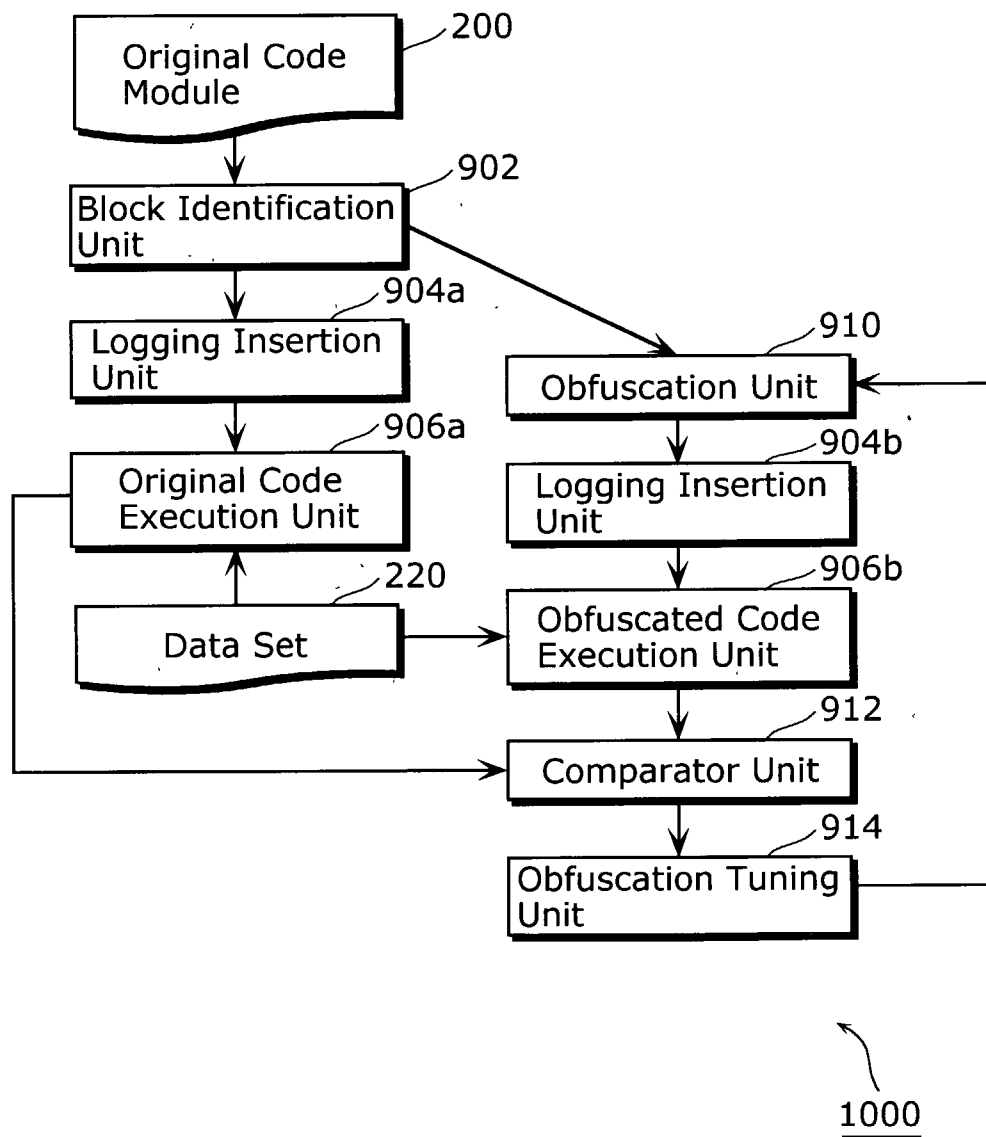 200
Original Code
Module
902
Block Identification
Unit
904a
Logging Insertion
Unit
910
Obfuscation Unit
906a
Original Code
Execution Unit
904b
Logging Insertion
Unit
220
Data Set
906b
Obfuscated Code
Execution Unit
912
Comparator Unit
914
Obfuscation Tuning
Unit
1000